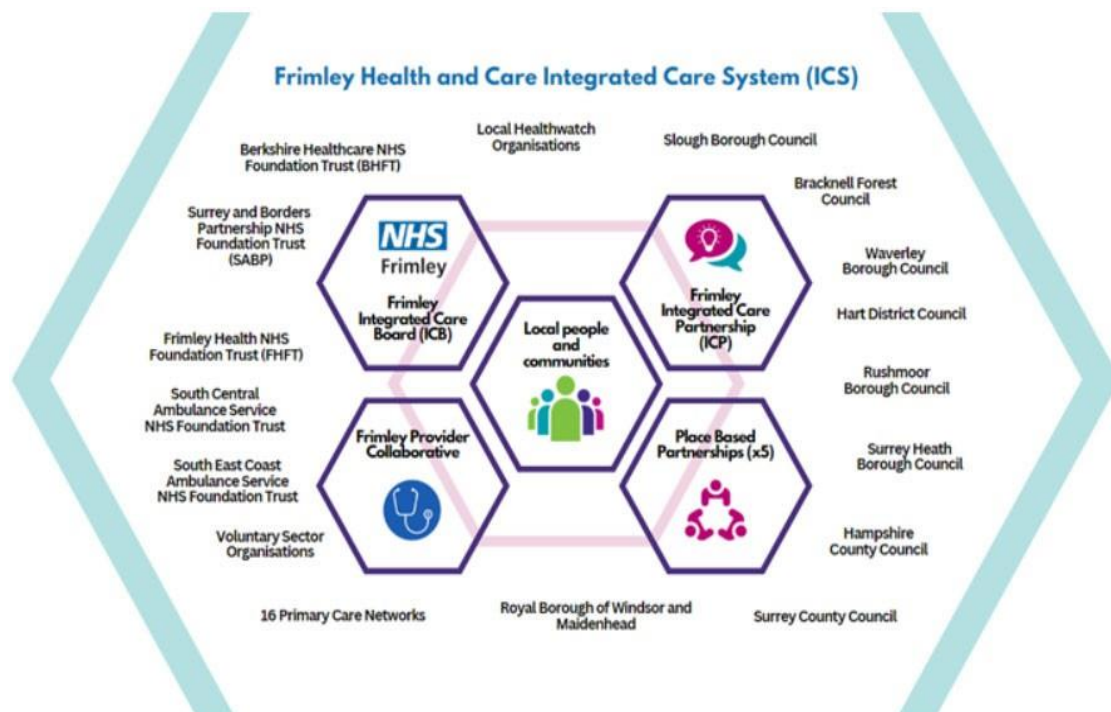 Frimley Health and Care Integrated Care System (ICS)
Local Healthwatch
Organisations
Slough Borough Council
Berkshire Healthcare NHS
Foundation Trust (BHFT)
Bracknell Forest
Council
Surrey and Borders
Partnership NHS
Foundation Trust
(SABP)
NHS
Frimley
Frimley
Integrated Care
Board (ICB)
Frimley
Integrated Care
Partnership
(ICP)
Waverley
Borough Council
Hart District Council
Local people
and
communities
Frimley Health NHS
Foundation Trust (FHFT)
Rushmoor
Borough Council
South Central
Ambulance Service
NHS Foundation Trust
Frimley Provider
Collaborative
Place Based
Partnerships (x5)
Surrey Heath
Borough Council
South East Coast
Ambulance Service
NHS Foundation Trust
Voluntary Sector
Organisations
Hampshire
County Council
16 Primary Care Networks
Royal Borough of Windsor and
Maidenhead
Surrey County Council